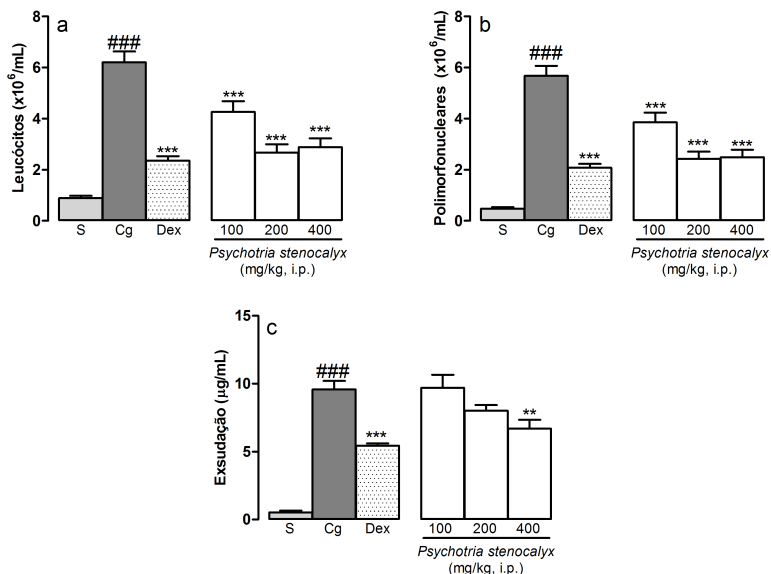 a
Leucócitos (x10⁶/mL)
8
6
4
2
0
###
***
***
***
***
S Cg Dex
100 200 400
Psychotria stenocalyx
(mg/kg, i.p.)
b
Polimorfonucleares (x10⁶/mL)
8
6
4
2
0
###
***
***
***
***
S Cg Dex
100 200 400
Psychotria stenocalyx
(mg/kg, i.p.)
c
Exsudação (µg/mL)
15
10
5
0
###
***
**
S Cg Dex
100 200 400
Psychotria stenocalyx
(mg/kg, i.p.)